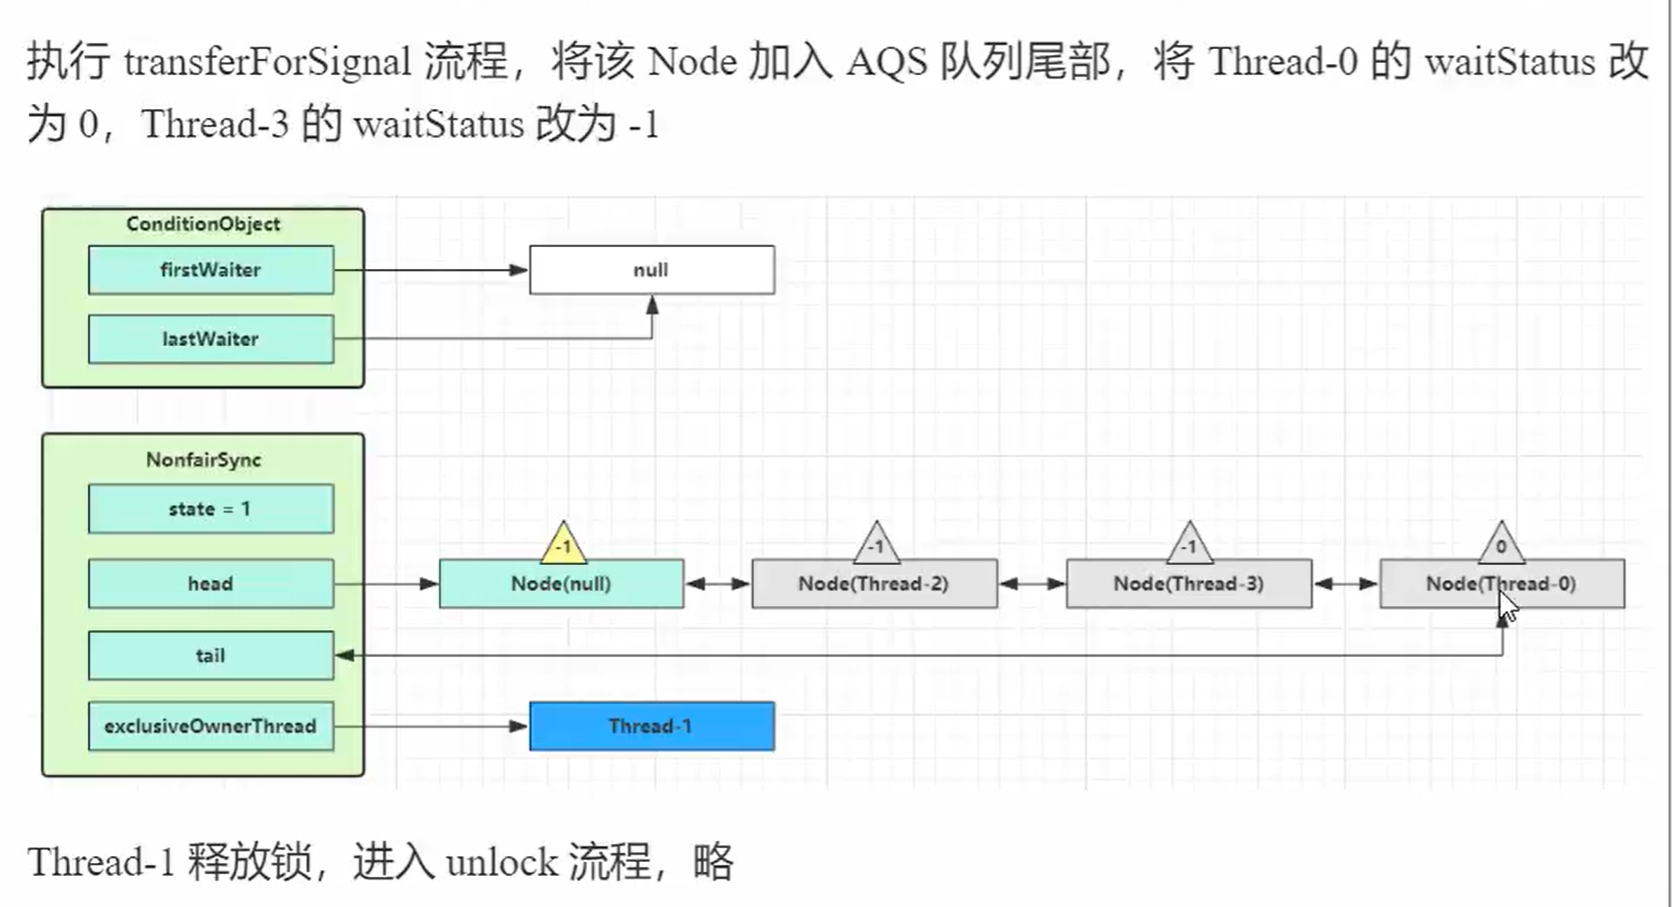 执行 transferForSignal 流程，将该 Node 加入 AQS 队列尾部，将 Thread-0 的 waitStatus 改
为 0，Thread-3 的 waitStatus 改为 -1
ConditionObject
firstWaiter
null
lastWaiter
NonfairSync
state = 1
-1
-1
-1
0
head
Node(null)
Node(Thread-2)
Node(Thread-3)
Node(Thread-0)
tail
exclusiveOwnerThread
Thread-1
Thread-1 释放锁，进入 unlock 流程，略